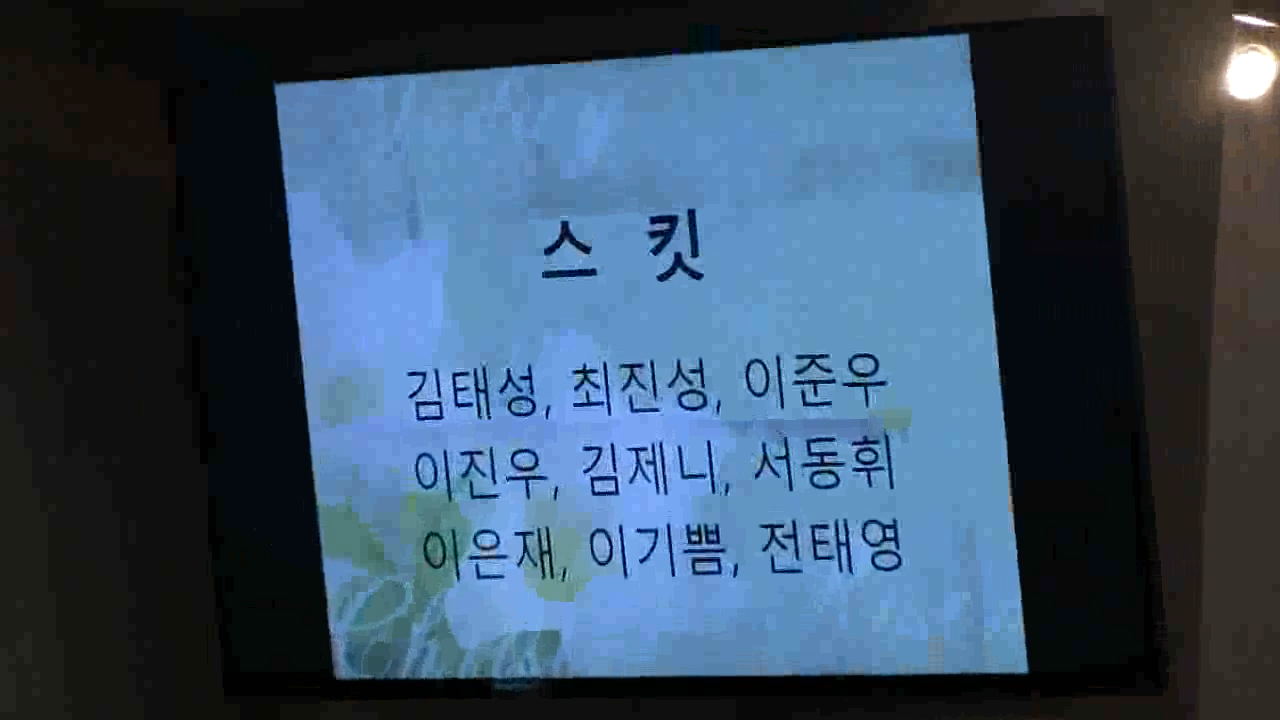 스 킷
김태성, 최진성, 이준우
이진우, 김제니, 서동휘
이은재, 이기쁨, 전태영